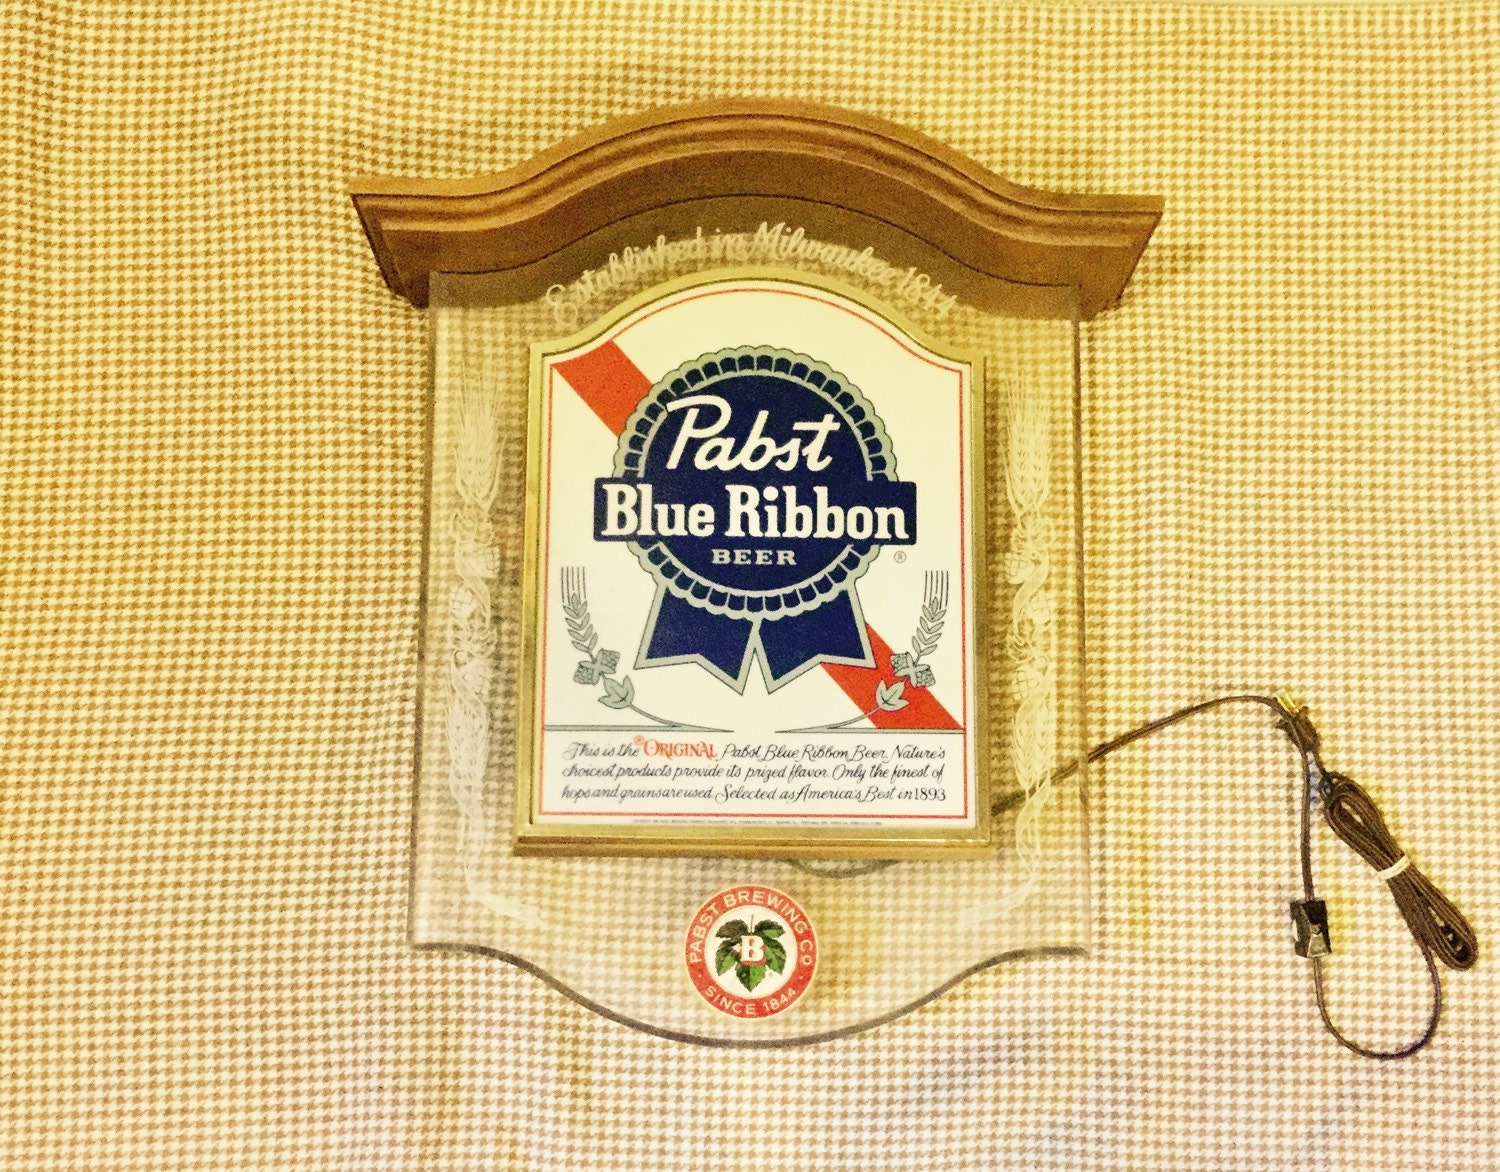 Established in Milwaukee 1844
Pabst
Blue Ribbon
BEER
®
This is the ®ORIGINAL Pabst Blue Ribbon Beer. Nature's
choicest products provide its prized flavor. Only the finest of
hops and grains are used. Selected as America's Best in 1893
PABST BREWING CO
B
SINCE 1844